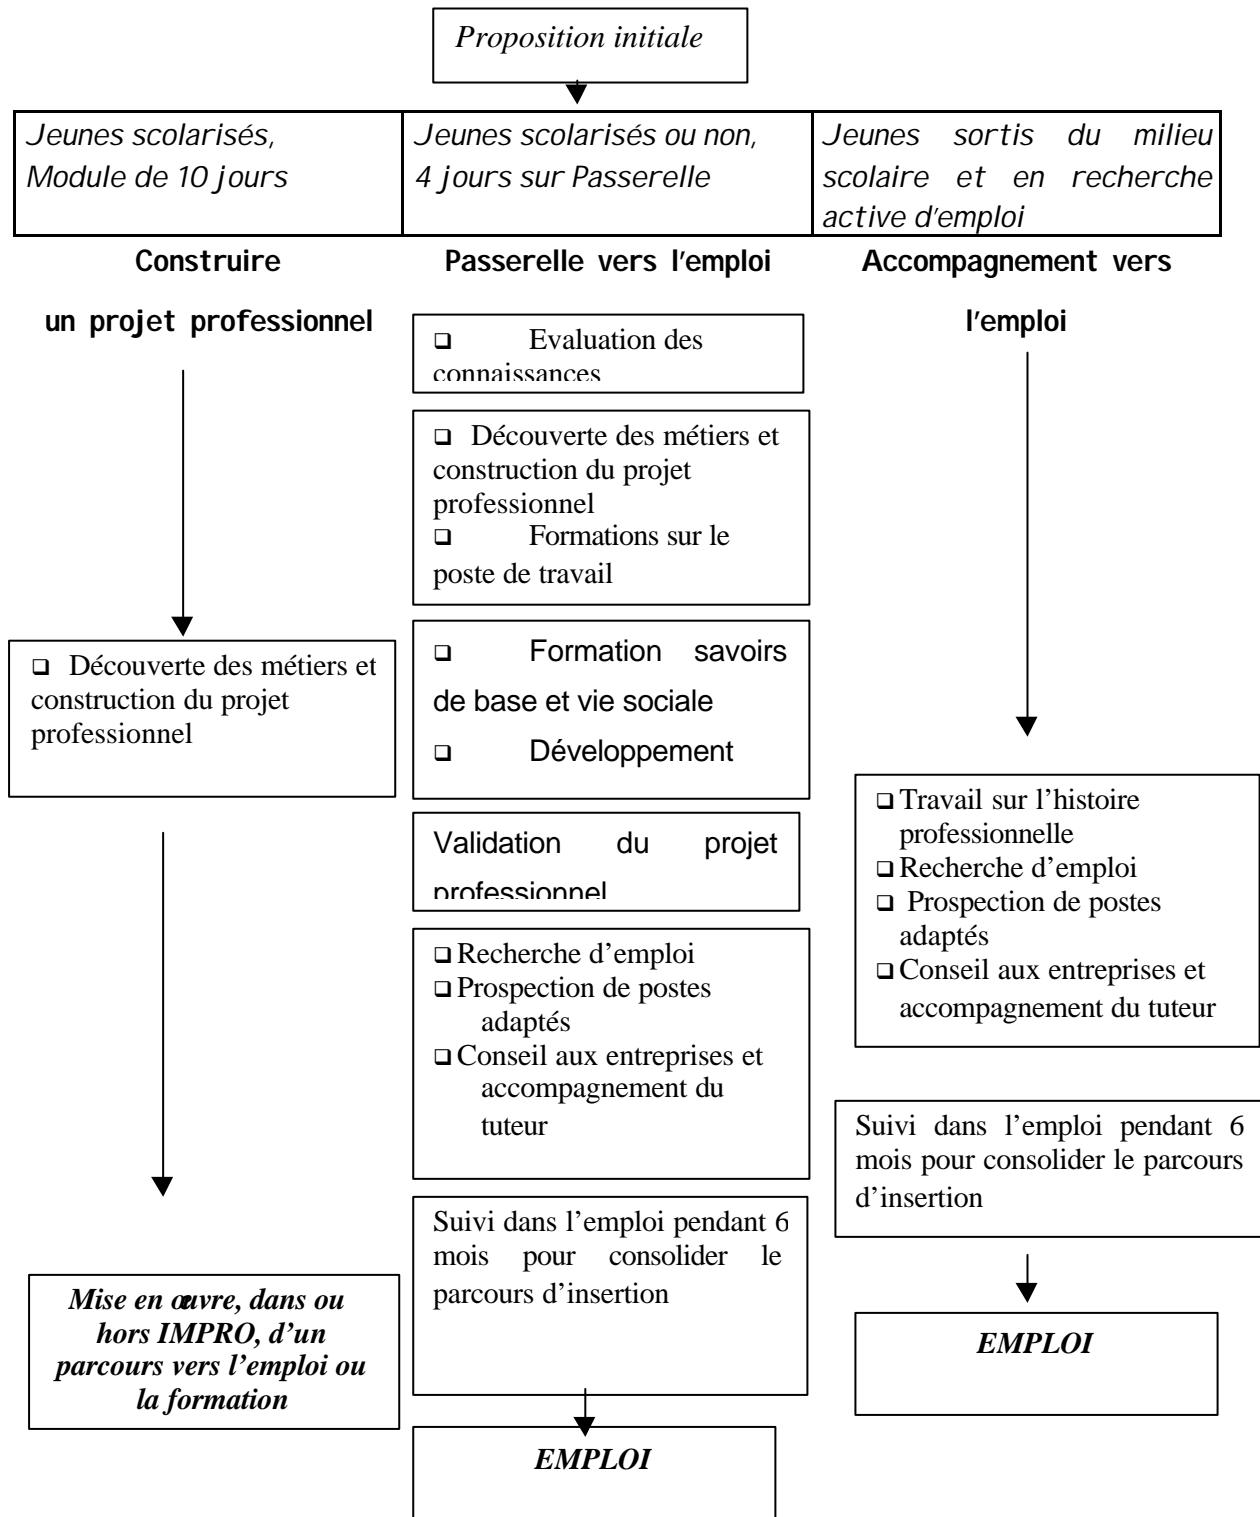 Proposition initiale
Jeunes scolarisés,
Module de 10 jours
Jeunes scolarisés ou non,
4 jours sur Passerelle
Jeunes sortis du milieu
scolaire et en recherche
active d'emploi
Construire
un projet professionnel
Passerelle vers l'emploi
Accompagnement vers
l'emploi
❑ Evaluation des
connaissances
❑ Découverte des métiers et
construction du projet
professionnel
❑ Formations sur le
poste de travail
❑ Découverte des métiers et
construction du projet
professionnel
❑ Formation savoirs
de base et vie sociale
❑ Développement
Validation du projet
professionnel
❑ Recherche d’emploi
❑ Prospection de postes
adaptés
❑ Conseil aux entreprises et
accompagnement du
tuteur
❑ Travail sur l’histoire
professionnelle
❑ Recherche d’emploi
❑ Prospection de postes
adaptés
❑ Conseil aux entreprises et
accompagnement du tuteur
Suivi dans l’emploi pendant 6
mois pour consolider le parcours
d’insertion
Suivi dans l’emploi pendant 6
mois pour consolider le
parcours d’insertion
Mise en œuvre, dans ou
hors IMPRO, d’un
parcours vers l’emploi ou
la formation
EMPLOI
EMPLOI